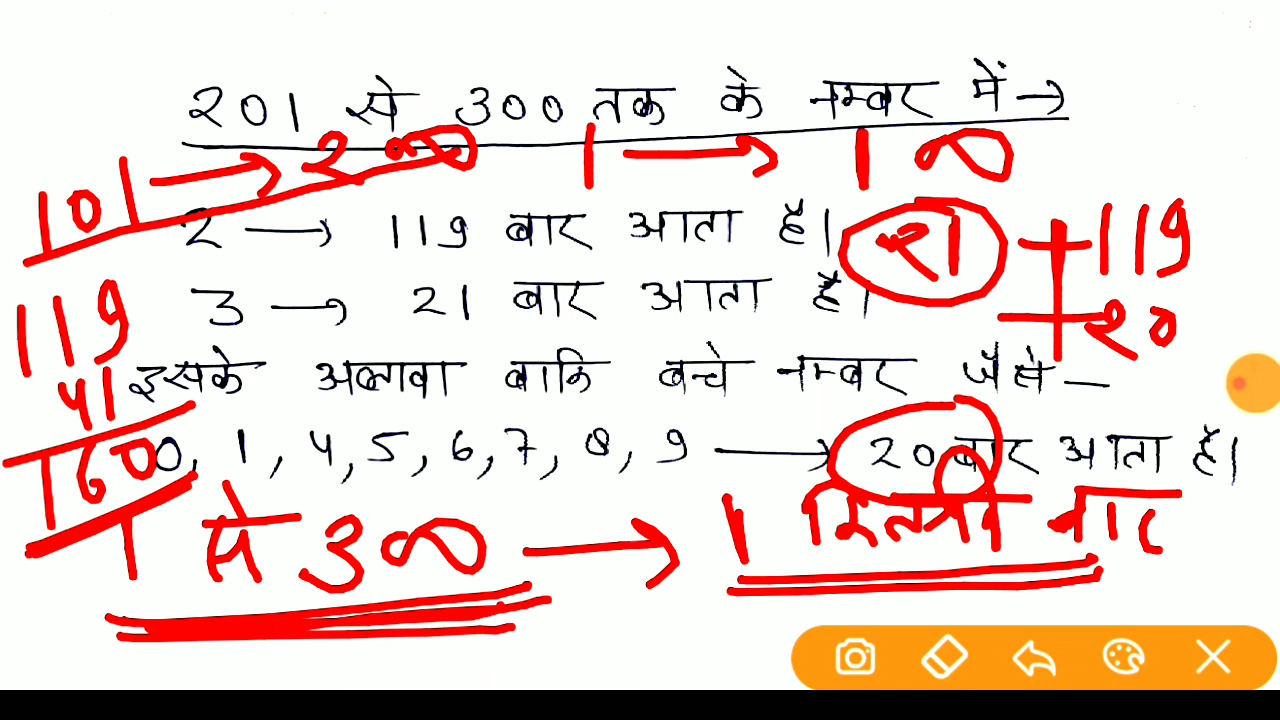 201 से 300 तक के नम्बर में →
101 → 200 1 → 100
2 → 119 बार आता है। 21 + 119
3 → 21 बार आता है। 20
119
41
160
इसके अलावा बाकि बचे नम्बर जैसे –
0, 1, 4, 5, 6, 7, 8, 9 → 20 बार आता है।
1 से 300 → 1 कितनी बार